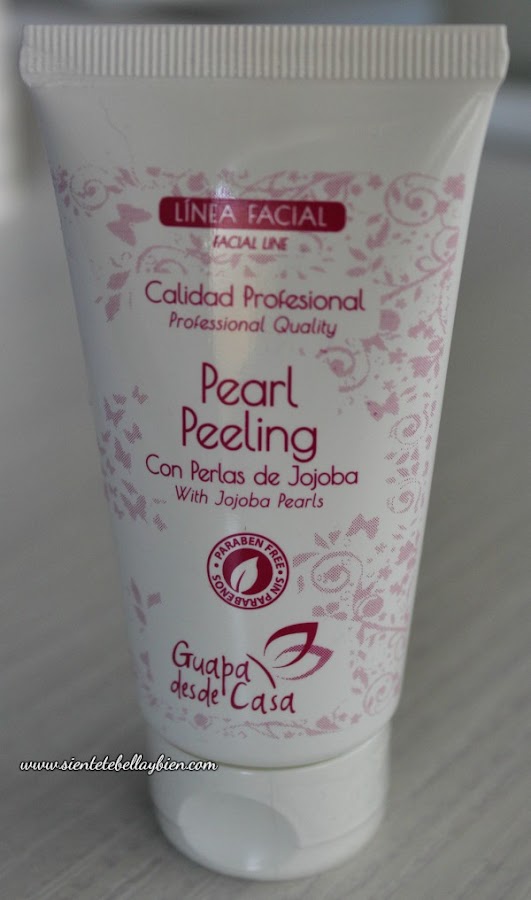 LÍNEA FACIAL
FACIAL LINE
Calidad Profesional
Professional Quality
Pearl
Peeling
Con Perlas de Jojoba
With Jojoba Pearls
• PARABEN FREE • SIN PARABENOS
Guapa
desde Casa
www.sientetebellaybien.com